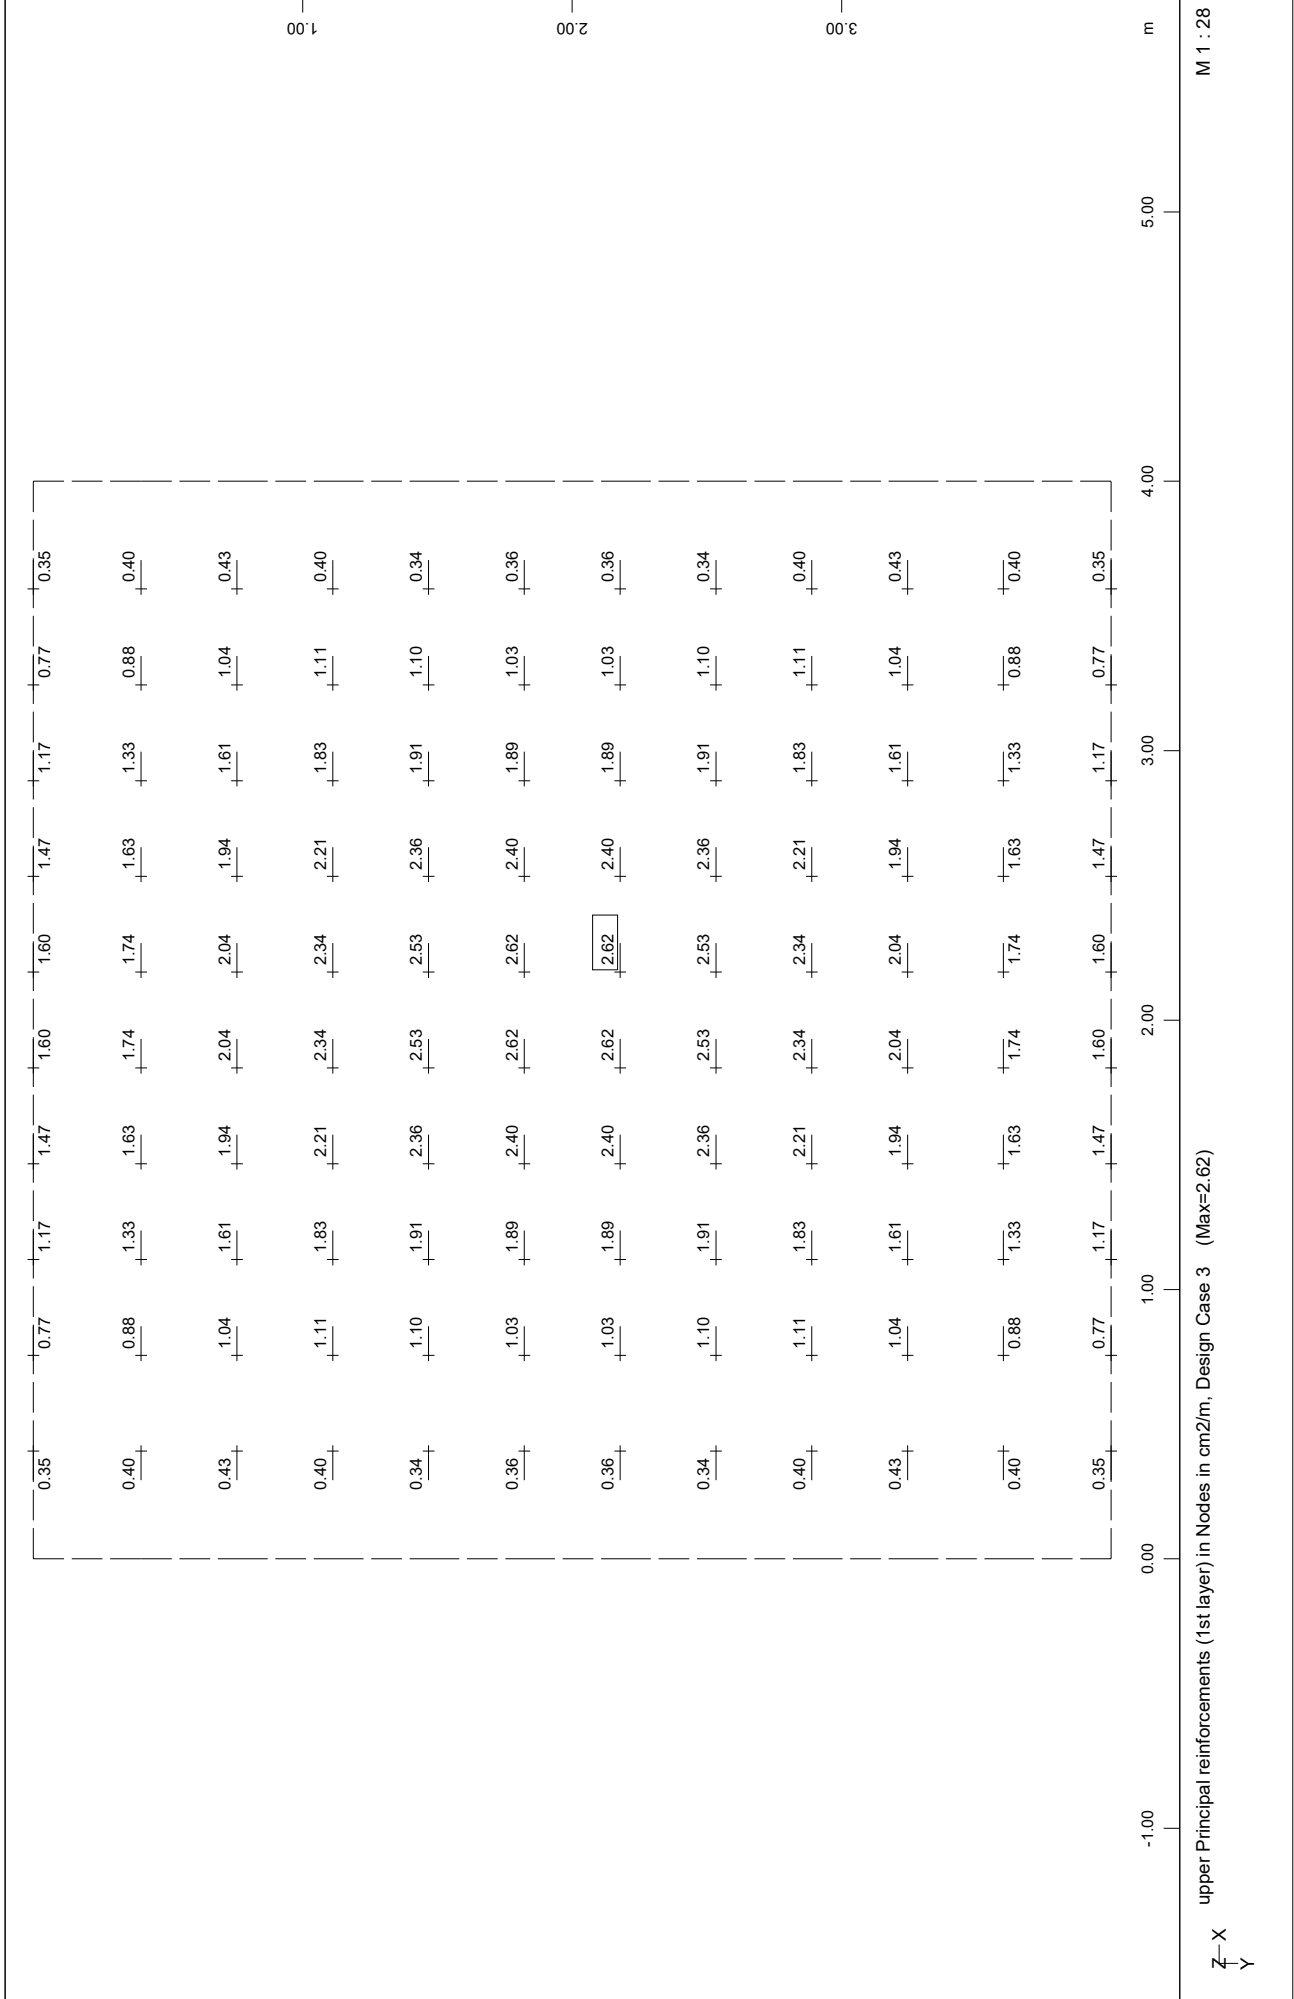 0.35 0.77 1.17 1.47 1.60 1.60 1.47 1.17 0.77 0.35
0.40 0.88 1.33 1.63 1.74 1.74 1.63 1.33 0.88 0.40
0.43 1.04 1.61 1.94 2.04 2.04 1.94 1.61 1.04 0.43
1.00
0.40 1.11 1.83 2.21 2.34 2.34 2.21 1.83 1.11 0.40
0.34 1.10 1.91 2.36 2.53 2.53 2.36 1.91 1.10 0.34
0.36 1.03 1.89 2.40 2.62 2.62 2.40 1.89 1.03 0.36
2.00
0.36 1.03 1.89 2.40 2.62 2.62 2.40 1.89 1.03 0.36
0.34 1.10 1.91 2.36 2.53 2.53 2.36 1.91 1.10 0.34
0.40 1.11 1.83 2.21 2.34 2.34 2.21 1.83 1.11 0.40
3.00
0.43 1.04 1.61 1.94 2.04 2.04 1.94 1.61 1.04 0.43
0.40 0.88 1.33 1.63 1.74 1.74 1.63 1.33 0.88 0.40
0.35 0.77 1.17 1.47 1.60 1.60 1.47 1.17 0.77 0.35
-1.00 0.00 1.00 2.00 3.00 4.00 5.00 m
upper Principal reinforcements (1st layer) in Nodes in cm2/m, Design Case 3 (Max=2.62) M 1 : 28
Z X
Y